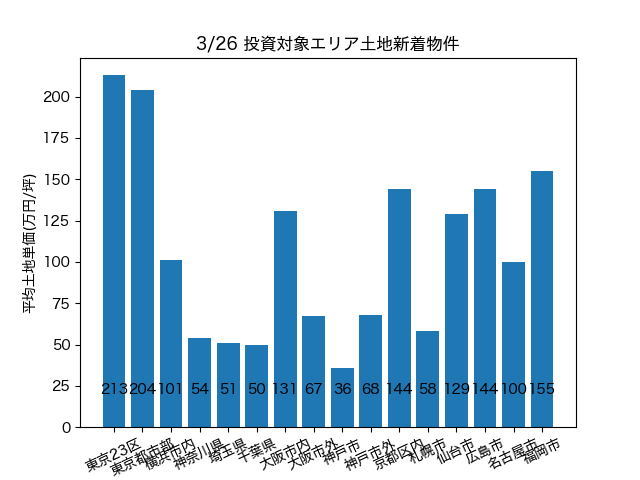 3/26 投資対象エリア土地新着物件
平均土地単価(万円/坪)
200
175
150
125
100
75
50
25
0
213 204 101 54 51 50 131 67 36 68 144 58 129 144 100 155
東京23区
東京都市部
横浜市内
神奈川県
埼玉県
千葉県
大阪市内
大阪市外
神戸市
神戸市外
京都区内
札幌市
仙台市
広島市
名古屋市
福岡市